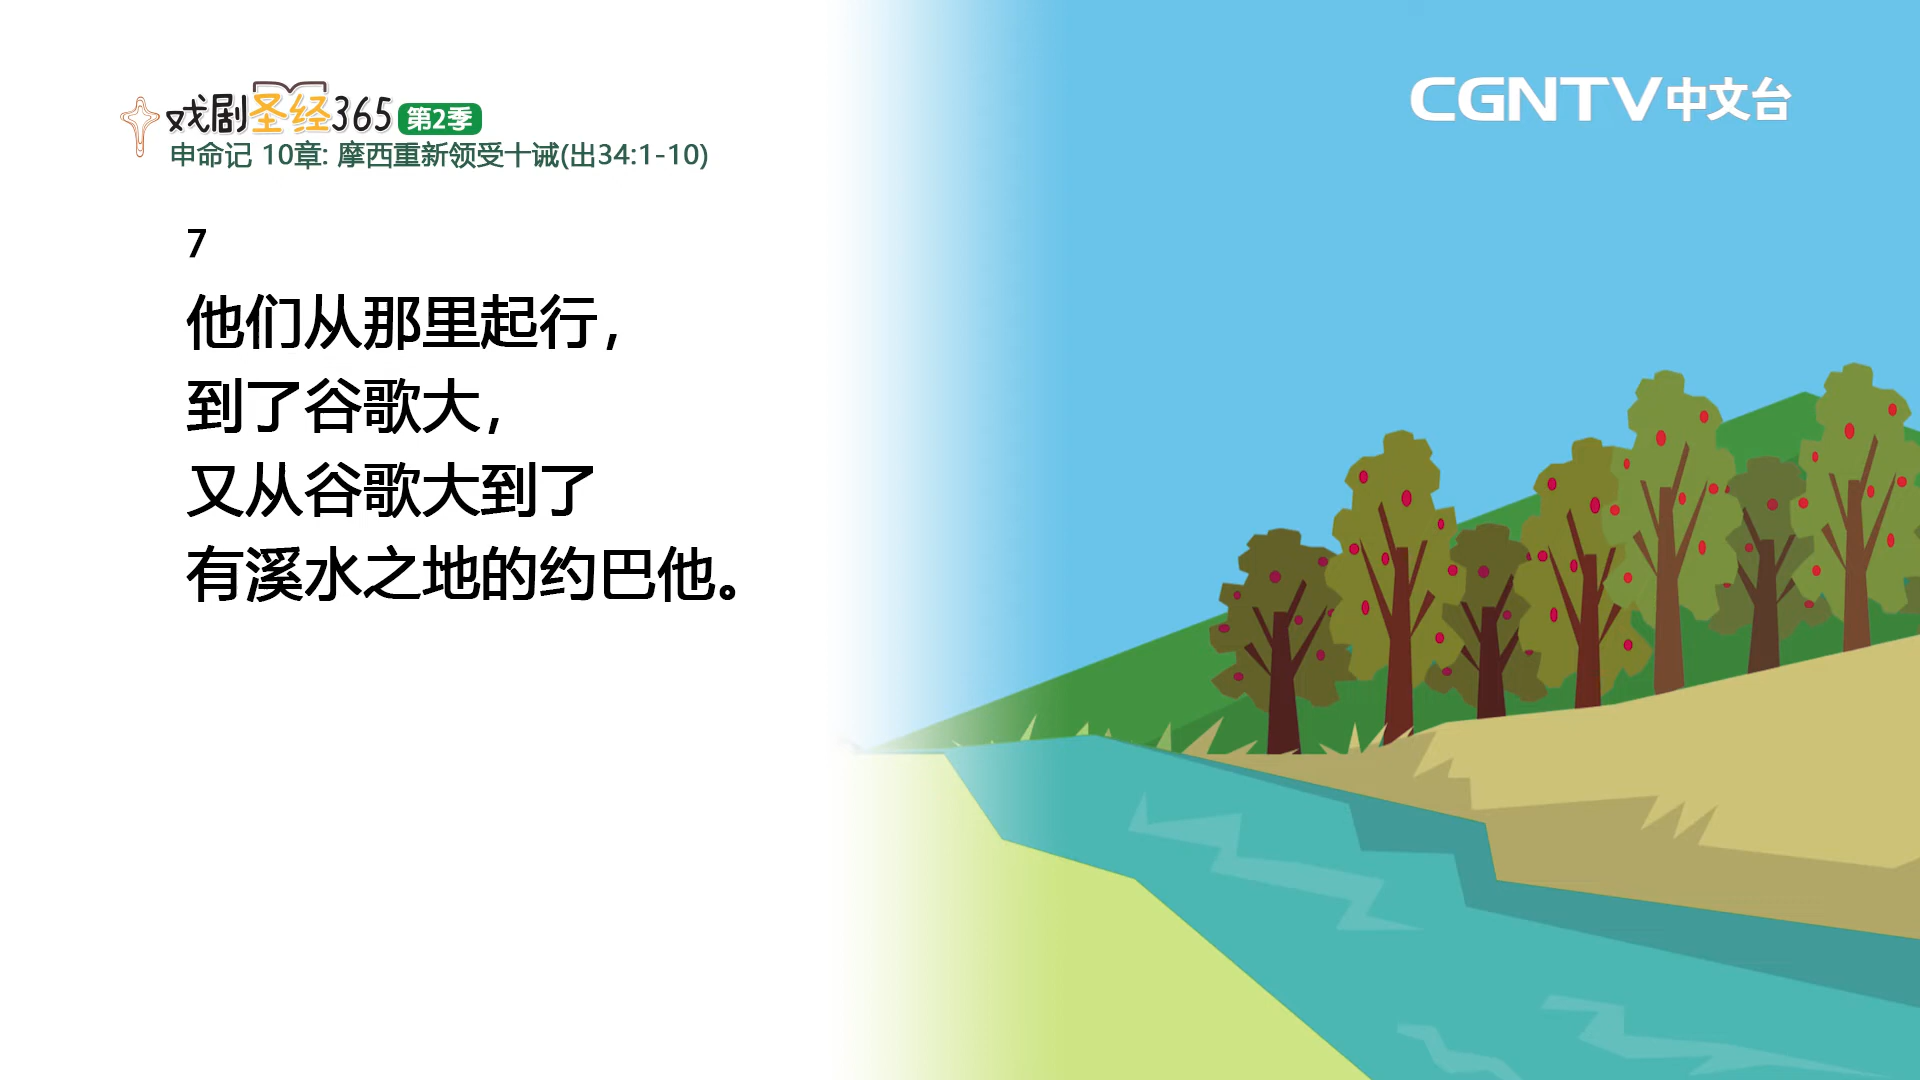 戏剧圣经365 第2季
CGNTV中文台
申命记 10章: 摩西重新领受十诫(出34:1-10)
7
他们从那里起行，
到了谷歌大，
又从谷歌大到了
有溪水之地的约巴他。